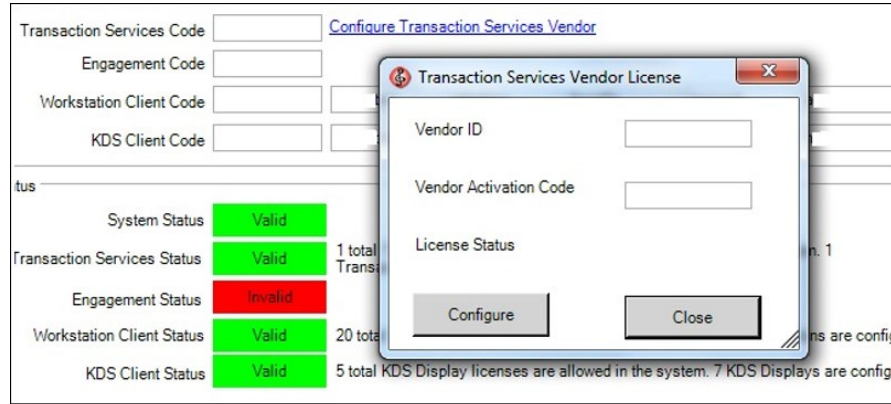 Transaction Services Code
Configure Transaction Services Vendor
Engagement Code
Workstation Client Code
KDS Client Code
Transaction Services Vendor License
X
Vendor ID
Vendor Activation Code
License Status
Configure
Close
tus
System Status
Valid
Transaction Services Status
Valid
1 total
n. 1
Transa
Engagement Status
Invalid
Workstation Client Status
Valid
20 tota
ns are config
KDS Client Status
Valid
5 total KDS Display licenses are allowed in the system. 7 KDS Displays are config